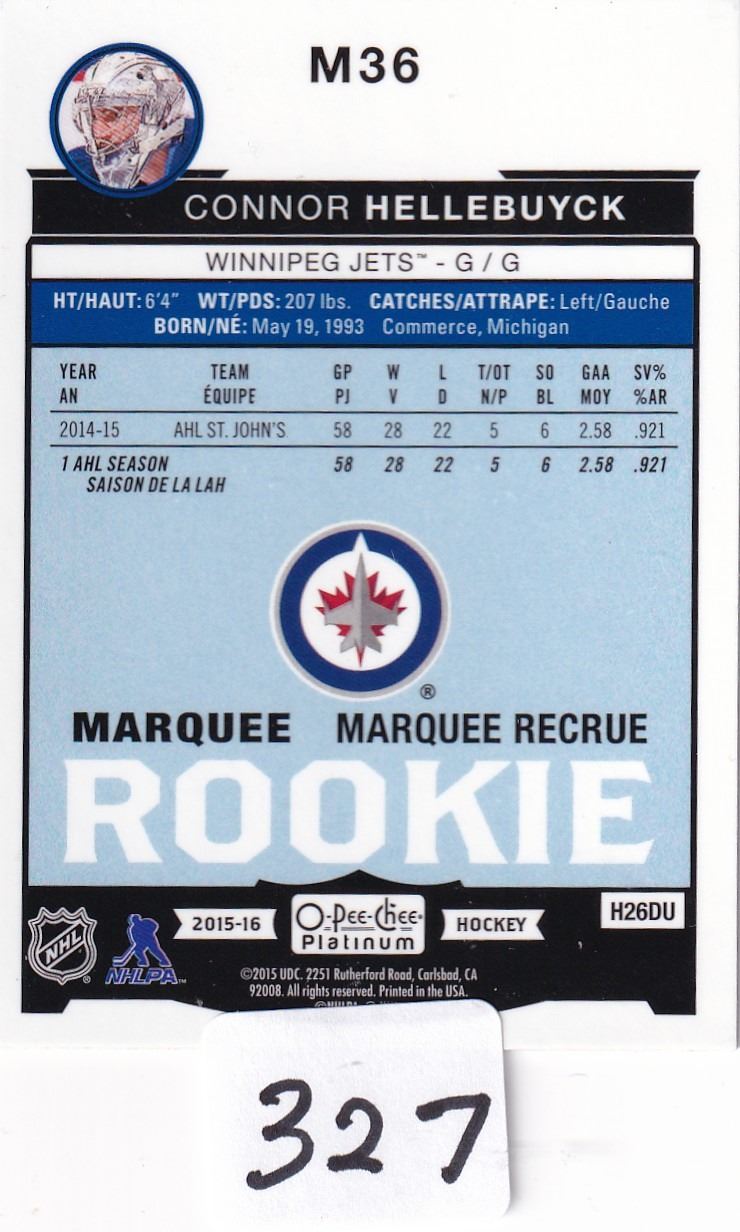 M36
CONNOR HELLEBUYCK
WINNIPEG JETS™ - G / G
HT/HAUT: 6'4" WT/PDS: 207 lbs. CATCHES/ATTRAPE: Left/Gauche
BORN/NÉ: May 19, 1993 Commerce, Michigan
YEAR TEAM GP W L T/OT SO GAA SV%
AN ÉQUIPE PJ V D N/P BL MOY %AR
2014-15 AHL ST. JOHN'S 58 28 22 5 6 2.58 .921
1 AHL SEASON 58 28 22 5 6 2.58 .921
SAISON DE LA LAH
®
MARQUEE MARQUEE RECRUE
ROOKIE
H26DU
2015-16 O-Pee-Chee® HOCKEY
Platinum
NHL ® NHLPA™
©2015 UDC. 2251 Rutherford Road, Carlsbad, CA
92008. All rights reserved. Printed in the USA.
327